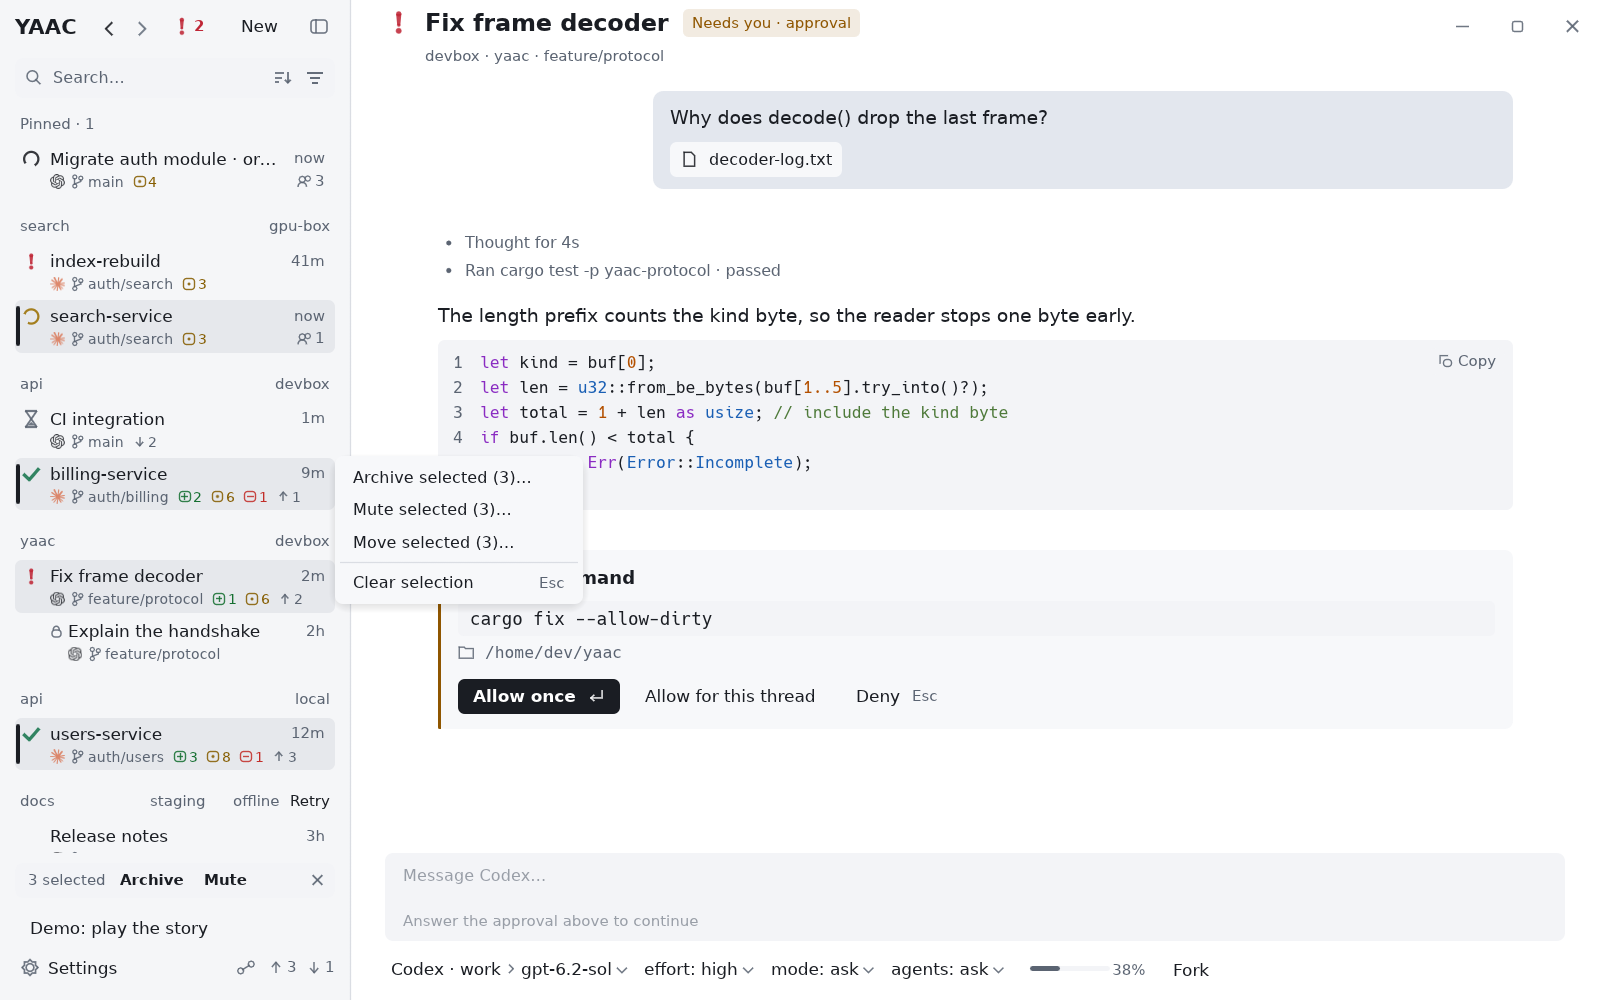 YAAC
2
New
Search...
Pinned · 1
Migrate auth module · or... now
main 4 3
search gpu-box
index-rebuild 41m
auth/search 3
search-service now
auth/search 3 1
api devbox
CI integration 1m
main ↓2
billing-service 9m
auth/billing 2 6 1 ↑1
yaac devbox
Fix frame decoder 2m
feature/protocol 1 6 ↑2
Explain the handshake 2h
feature/protocol
api local
users-service 12m
auth/users 3 8 1 ↑3
docs staging offline Retry
Release notes 3h
3 selected Archive Mute
Demo: play the story
Settings ↑3 ↓1
Fix frame decoder Needs you · approval
devbox · yaac · feature/protocol
Why does decode() drop the last frame?
decoder-log.txt
• Thought for 4s
• Ran cargo test -p yaac-protocol · passed
The length prefix counts the kind byte, so the reader stops one byte early.
Copy
1 let kind = buf[0];
2 let len = u32::from_be_bytes(buf[1..5].try_into()?);
3 let total = 1 + len as usize; // include the kind byte
4 if buf.len() < total {
Err(Error::Incomplete);
Archive selected (3)...
Mute selected (3)...
Move selected (3)...
Clear selection Esc
cargo fix --allow-dirty
/home/dev/yaac
Allow once Allow for this thread Deny Esc
Message Codex...
Answer the approval above to continue
Codex · work > gpt-6.2-sol effort: high mode: ask agents: ask 38% Fork